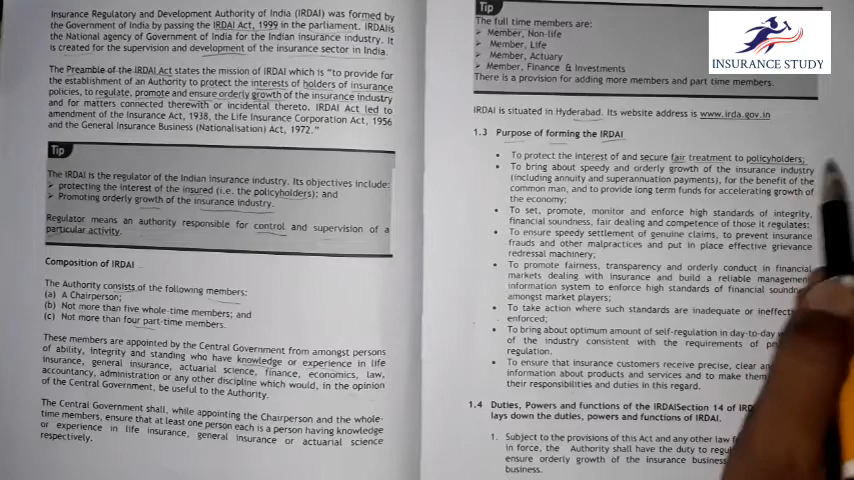 Insurance Regulatory and Development Authority of India (IRDAI) was formed by
the Government of India by passing the IRDAI Act, 1999 in the parliament. IRDAIis
the National agency of Government of India for the Indian insurance industry. It
is created for the supervision and development of the insurance sector in India.
The Preamble of the IRDAI Act states the mission of IRDAI which is "to provide for
the establishment of an Authority to protect the interests of holders of insurance
policies, to regulate, promote and ensure orderly growth of the insurance industry
and for matters connected therewith or incidental thereto. IRDAI Act led to
amendment of the Insurance Act, 1938, the Life Insurance Corporation Act, 1956
and the General Insurance Business (Nationalisation) Act, 1972."
Tip
The IRDAI is the regulator of the Indian insurance industry. Its objectives include:
protecting the interest of the insured (i.e. the policyholders); and
Promoting orderly growth of the insurance industry.
Regulator means an authority responsible for control and supervision of a
particular activity.
Composition of IRDAI
The Authority consists of the following members:
(a) A Chairperson;
(b) Not more than five whole-time members; and
(c) Not more than four part-time members.
These members are appointed by the Central Government from amongst persons
of ability, integrity and standing who have knowledge or experience in life
insurance, general insurance, actuarial science, finance, economics, law,
accountancy, administration or any other discipline which would, in the opinion
of the Central Government, be useful to the Authority.
The Central Government shall, while appointing the Chairperson and the whole-
time members, ensure that at least one person each is a person having knowledge
or experience in life insurance, general insurance or actuarial science
respectively.
Tip
The full time members are:
Member, Non-life
Member, Life
Member, Actuary
Member, Finance & Investments
There is a provision for adding more members and part time members.
INSURANCE STUDY
IRDAI is situated in Hyderabad. Its website address is www.irda.gov.in
1.3 Purpose of forming the IRDAI
• To protect the interest of and secure fair treatment to policyholders;
• To bring about speedy and orderly growth of the insurance industry
(including annuity and superannuation payments), for the benefit of the
common man, and to provide long term funds for accelerating growth of
the economy;
• To set, promote, monitor and enforce high standards of integrity,
financial soundness, fair dealing and competence of those it regulates;
• To ensure speedy settlement of genuine claims, to prevent insurance
frauds and other malpractices and put in place effective grievance
redressal machinery;
• To promote fairness, transparency and orderly conduct in financial
markets dealing with insurance and build a reliable management
information system to enforce high standards of financial
amongst market players;
• To take action where such standards are inadequate or
enforced;
• To bring about optimum amount of self-regulation in day-to-day
of the industry consistent with the requirements of
regulation.
• To ensure that insurance customers receive precise, clear
information about products and services and to make them
their responsibilities and duties in this regard.
1.4 Duties, Powers and functions of the IRDAISection 14 of
lays down the duties, powers and functions of IRDAI.
1. Subject to the provisions of this Act and any other law
in force, the Authority shall have the duty to
ensure orderly growth of the insurance business
business.